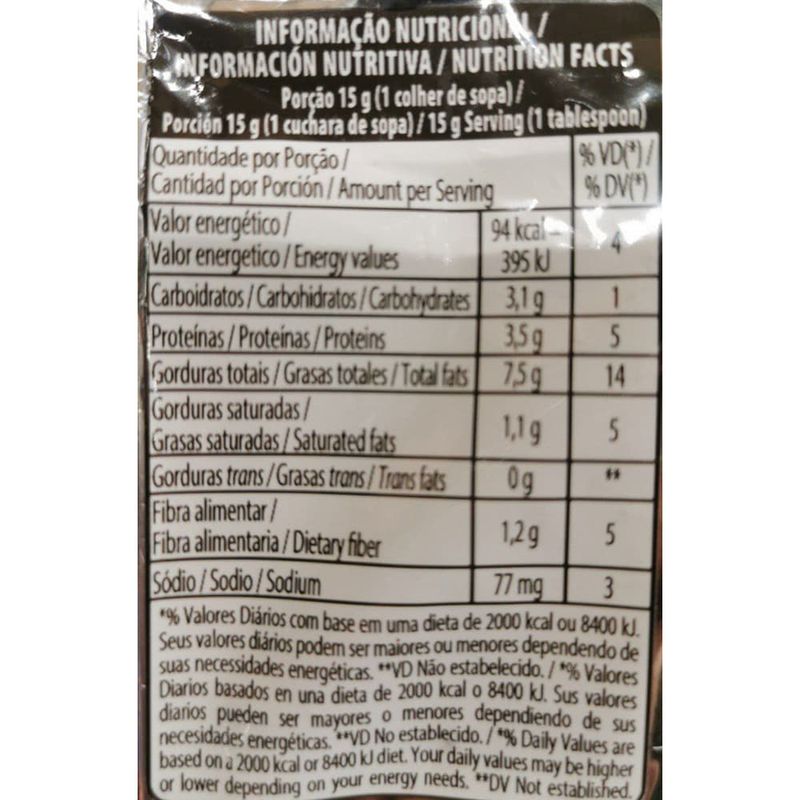 INFORMAÇÃO NUTRICIONAL /
INFORMACIÓN NUTRITIVA / NUTRITION FACTS
Porção 15 g (1 colher de sopa) /
Porción 15 g (1 cuchara de sopa) / 15 g Serving (1 tablespoon)
Quantidade por Porção /
Cantidad por Porción / Amount per Serving
% VD(*) /
% DV(*)
Valor energético /
Valor energetico / Energy values
94 kcal –
395 kJ
4
Carboidratos / Carbohidratos / Carbohydrates 3,1 g 1
Proteínas / Proteínas / Proteins 3,5 g 5
Gorduras totais / Grasas totales / Total fats 7,5 g 14
Gorduras saturadas /
Grasas saturadas / Saturated fats
1,1 g 5
Gorduras trans / Grasas trans / Trans fats 0 g **
Fibra alimentar /
Fibra alimentaria / Dietary fiber
1,2 g 5
Sódio / Sodio / Sodium 77 mg 3
*% Valores Diários com base em uma dieta de 2000 kcal ou 8400 kJ.
Seus valores diários podem ser maiores ou menores dependendo de
suas necessidades energéticas. **VD Não estabelecido. / *% Valores
Diarios basados en una dieta de 2000 kcal o 8400 kJ. Sus valores
diarios pueden ser mayores o menores dependiendo de sus
necesidades energéticas. **VD No establecido. / *% Daily Values are
based on a 2000 kcal or 8400 kJ diet. Your daily values may be higher
or lower depending on your energy needs. **DV Not established.